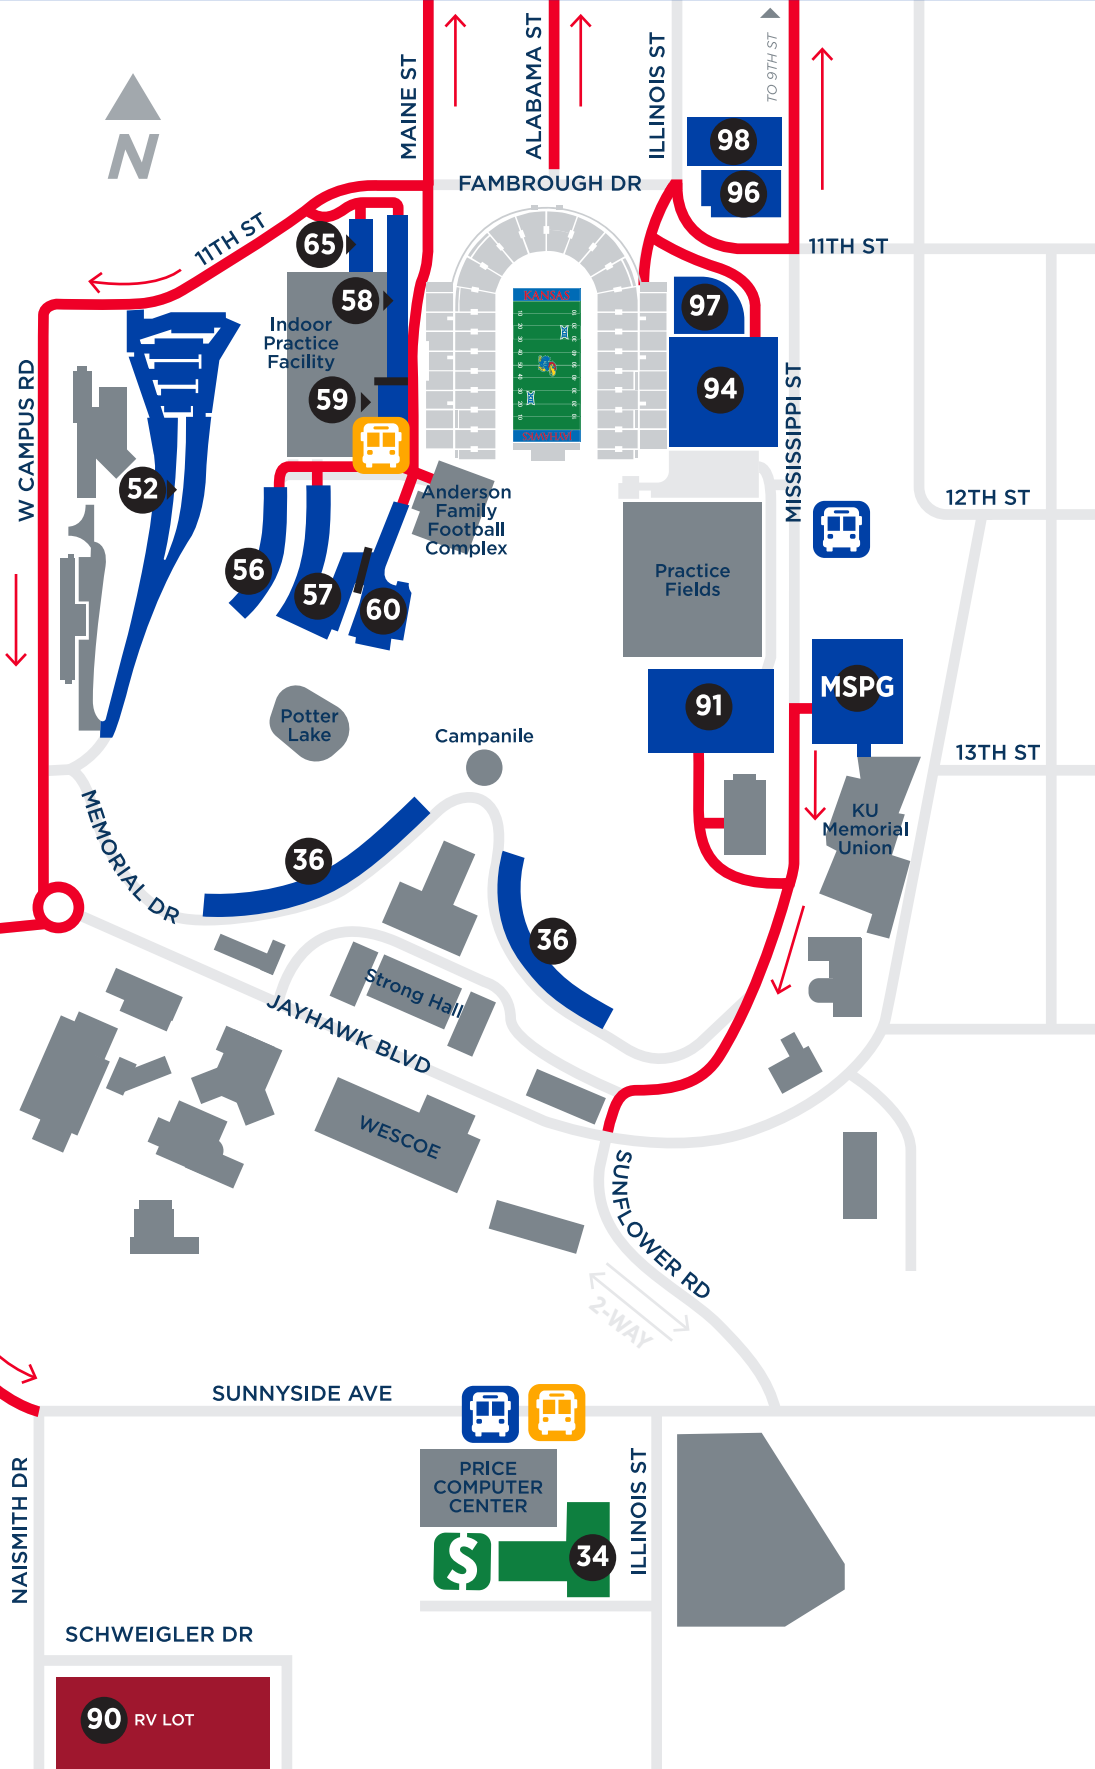 MAINE ST
ALABAMA ST
ILLINOIS ST
TO 9TH ST
N
98
96
FAMBROUGH DR
11TH ST
11TH ST
65
58
97
KANSAS
Indoor
Practice
Facility
59
94
W CAMPUS RD
MISSISSIPPI ST
52
Anderson
Family
Football
Complex
12TH ST
56
57
60
Practice
Fields
MSPG
91
Potter
Lake
Campanile
13TH ST
KU
Memorial
Union
MEMORIAL DR
36
36
Strong Hall
JAYHAWK BLVD
WESCOE
SUNFLOWER RD
2-WAY
SUNNYSIDE AVE
NAISMITH DR
PRICE
COMPUTER
CENTER
ILLINOIS ST
$
34
SCHWEIGLER DR
90 RV LOT